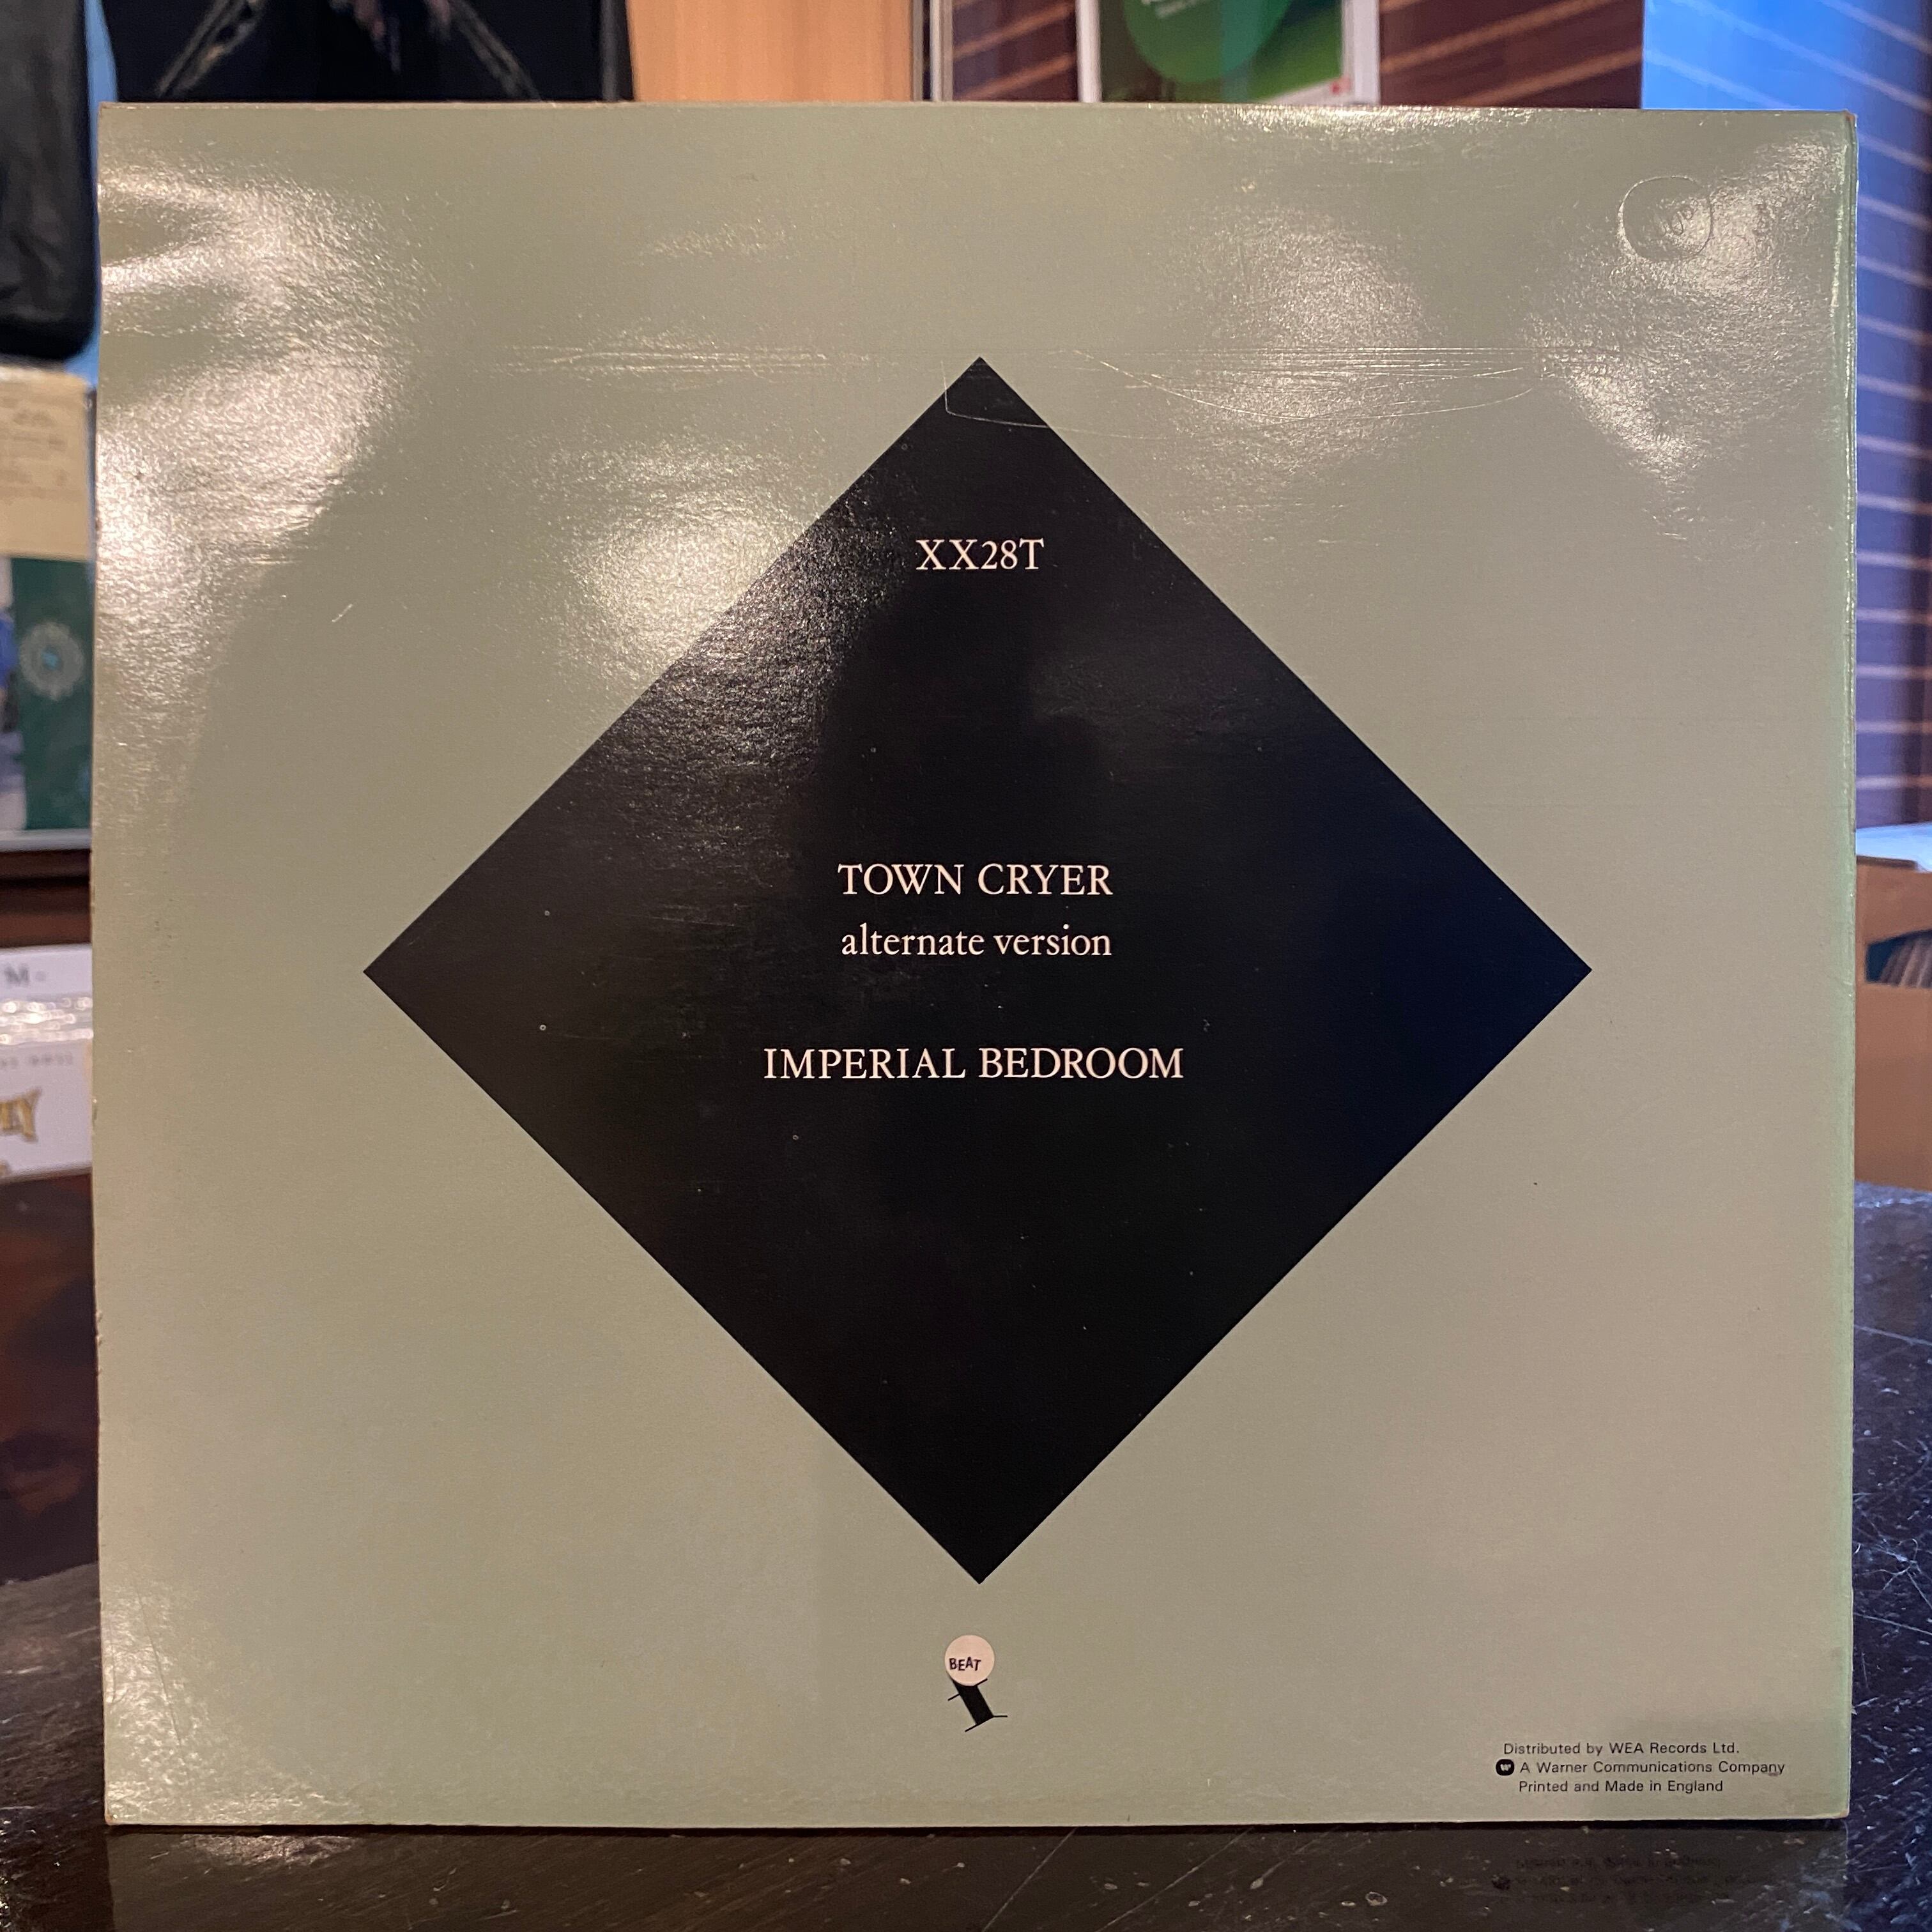 XX28T
TOWN CRYER
alternate version
IMPERIAL BEDROOM
BEAT
Distributed by WEA Records Ltd.
A Warner Communications Company
Printed and Made in England